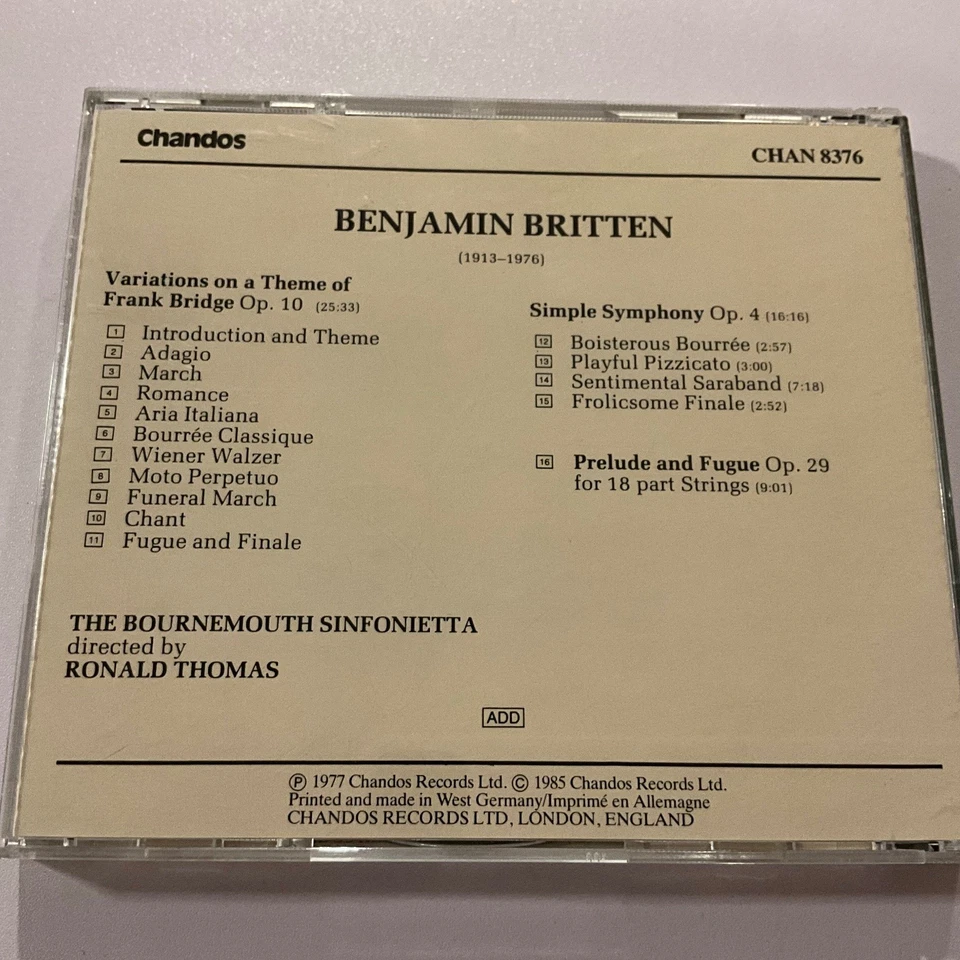 Chandos
CHAN 8376
BENJAMIN BRITTEN
(1913–1976)
Variations on a Theme of
Frank Bridge Op. 10 (25:33)
1 Introduction and Theme
2 Adagio
3 March
4 Romance
5 Aria Italiana
6 Bourrée Classique
7 Wiener Walzer
8 Moto Perpetuo
9 Funeral March
10 Chant
11 Fugue and Finale
Simple Symphony Op. 4 (16:16)
12 Boisterous Bourrée (2:57)
13 Playful Pizzicato (3:00)
14 Sentimental Saraband (7:18)
15 Frolicsome Finale (2:52)
16 Prelude and Fugue Op. 29
for 18 part Strings (9:01)
THE BOURNEMOUTH SINFONIETTA
directed by
RONALD THOMAS
ADD
℗ 1977 Chandos Records Ltd. © 1985 Chandos Records Ltd.
Printed and made in West Germany/Imprimé en Allemagne
CHANDOS RECORDS LTD, LONDON, ENGLAND